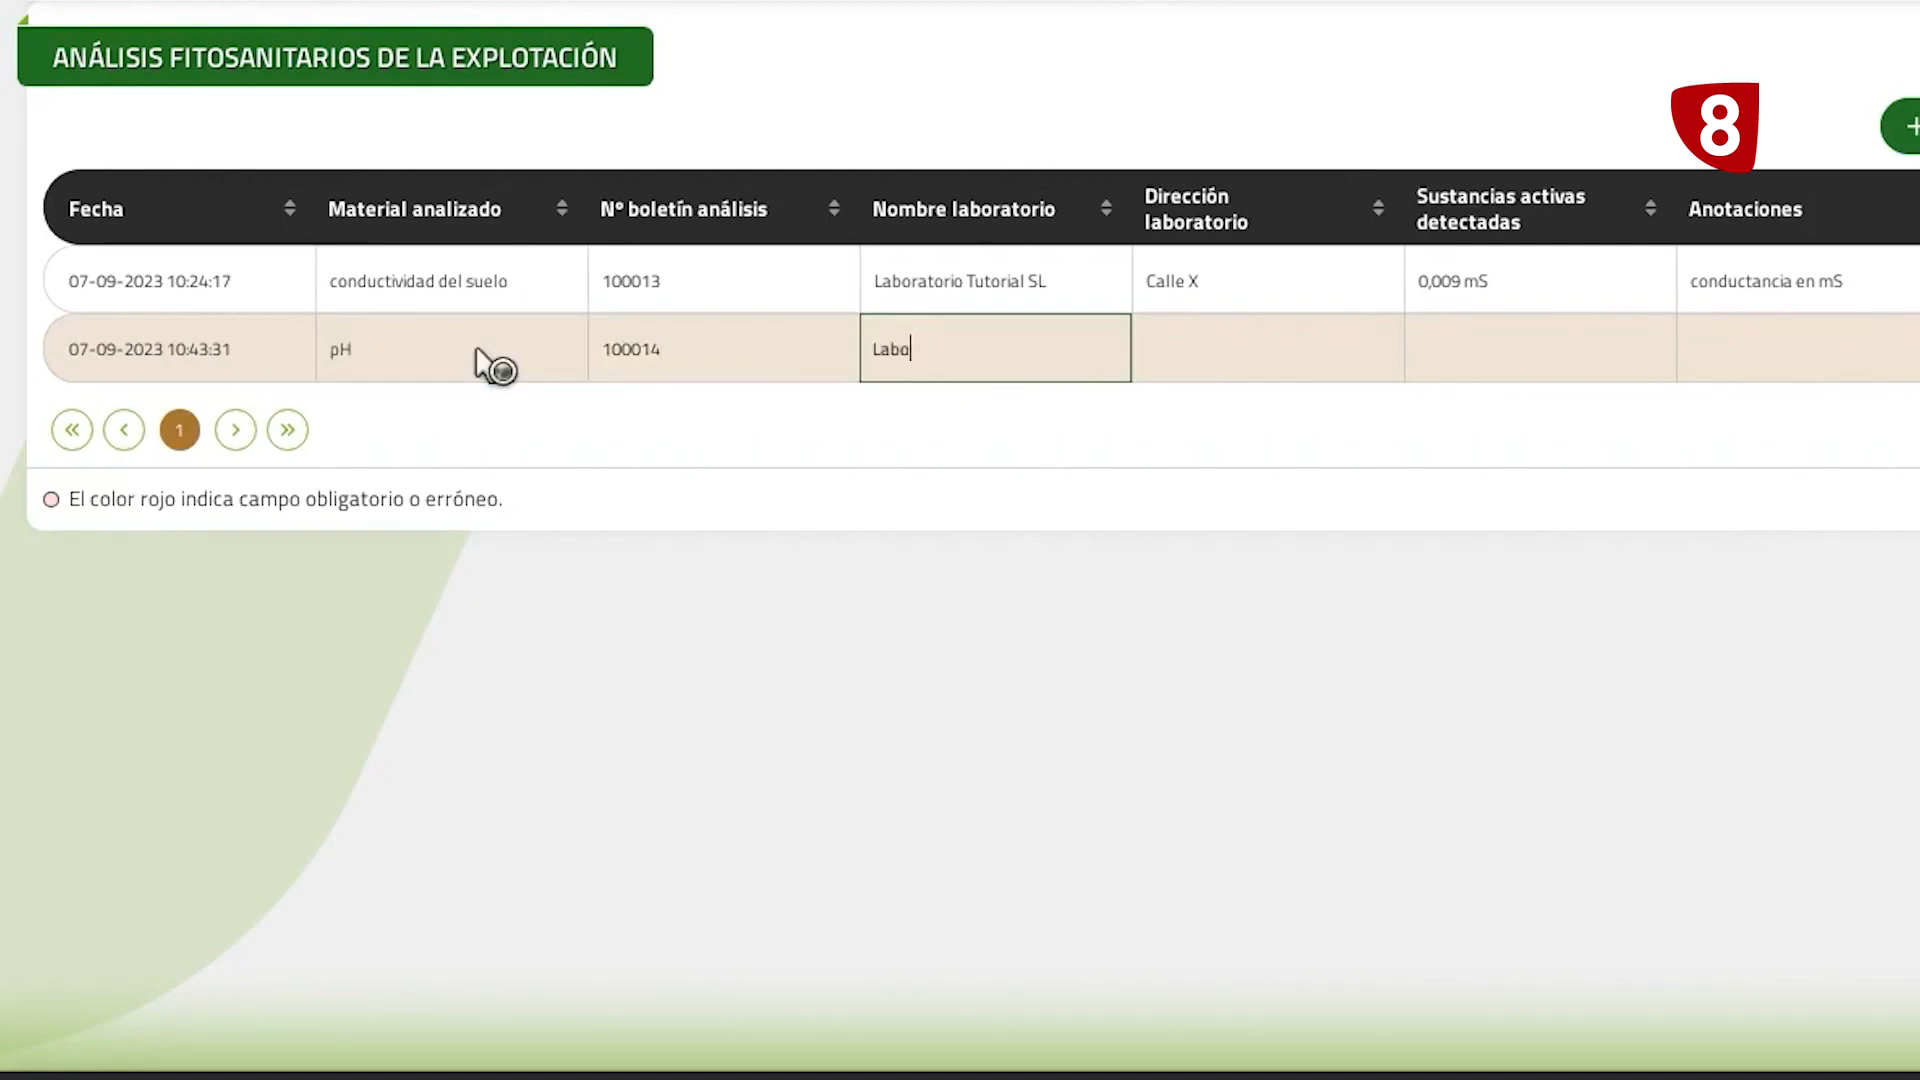 ANÁLISIS FITOSANITARIOS DE LA EXPLOTACIÓN
8
+
Fecha Material analizado Nº boletín análisis Nombre laboratorio Dirección laboratorio Sustancias activas detectadas Anotaciones
07-09-2023 10:24:17 conductividad del suelo 100013 Laboratorio Tutorial SL Calle X 0,009 mS conductancia en mS
07-09-2023 10:43:31 pH 100014 Labo
« ‹ 1 › »
El color rojo indica campo obligatorio o erróneo.